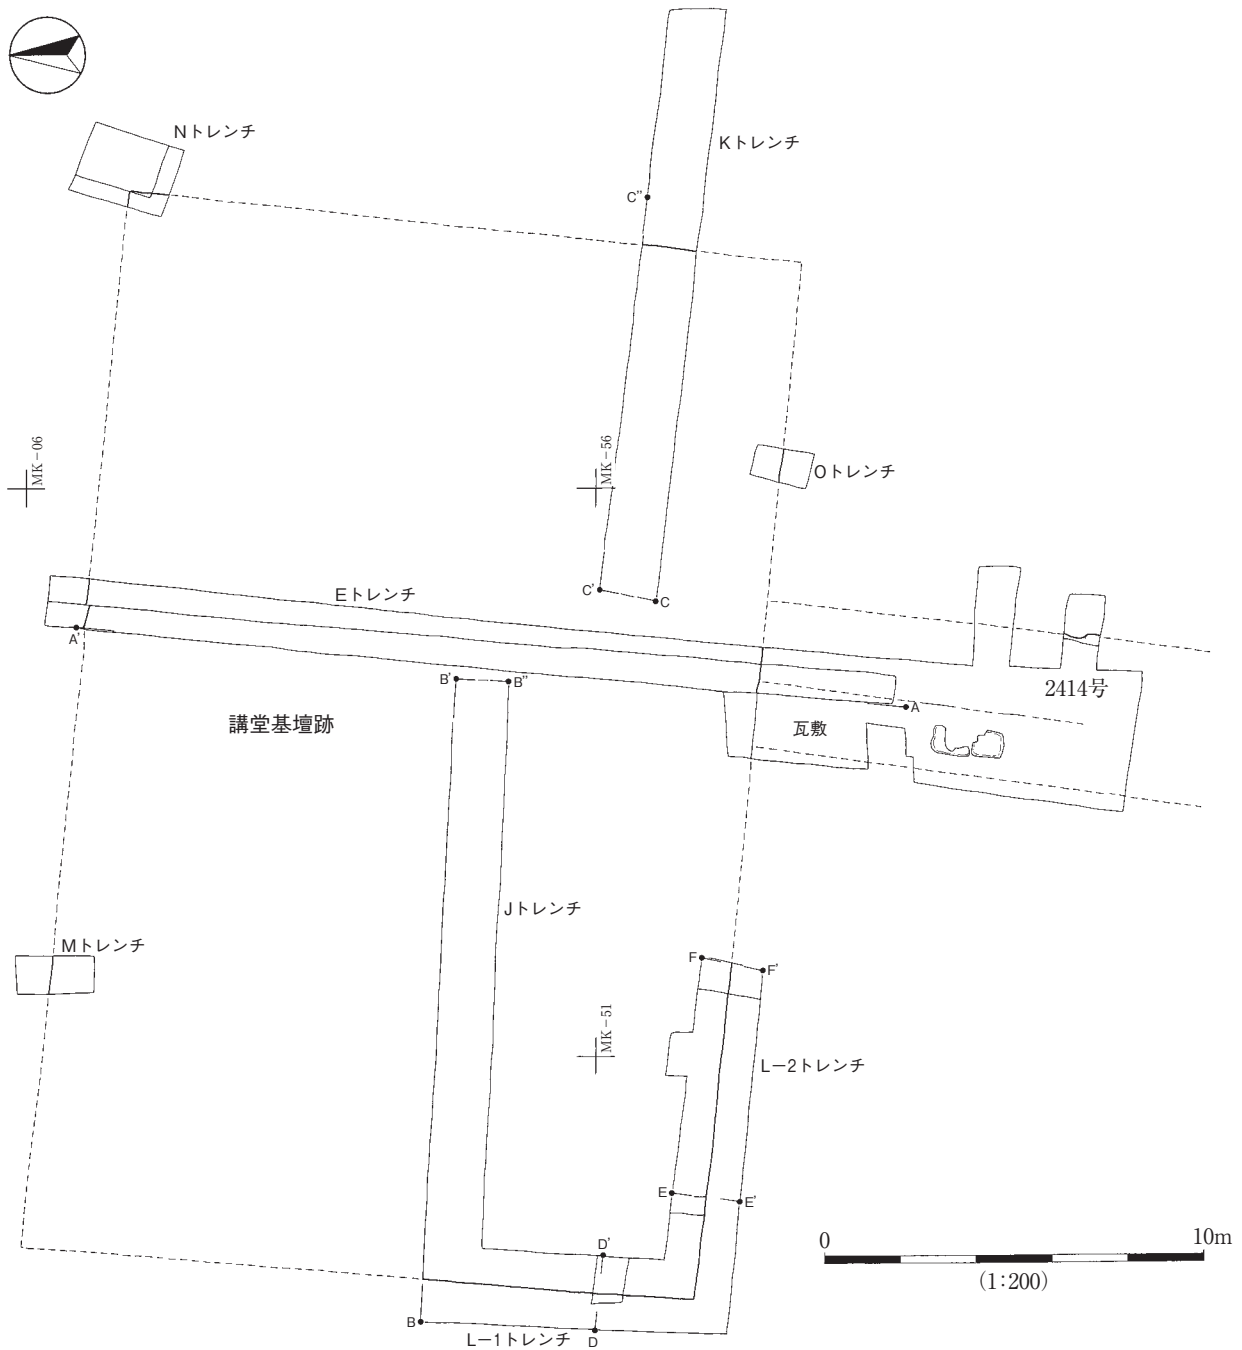 Nトレンチ
Kトレンチ
C''
MK-06
MK-56
Oトレンチ
Eトレンチ
C'
C
A'
B'
B''
2414号
A
講堂基壇跡
瓦敷
Jトレンチ
Mトレンチ
F
F'
MK-51
L-2トレンチ
E
E'
D'
0
10m
(1:200)
B
L-1トレンチ
D